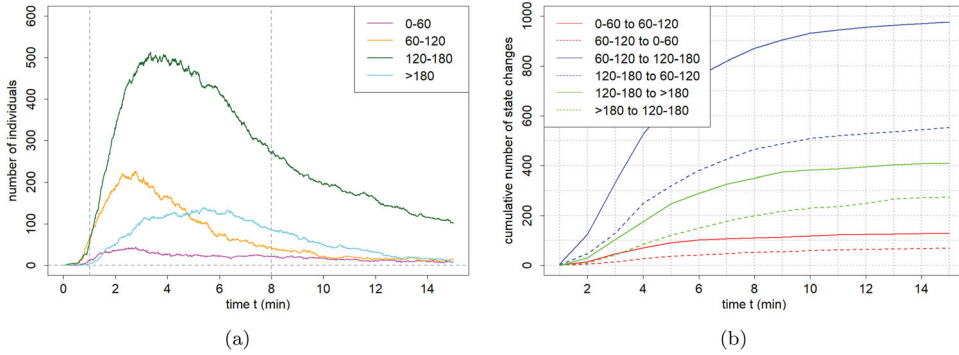 0-60
60-120
120-180
>180
number of individuals
600
500
400
300
200
100
0
0
2
4
6
8
10
12
14
time t (min)
(a)
0-60 to 60-120
60-120 to 0-60
60-120 to 120-180
120-180 to 60-120
120-180 to >180
>180 to 120-180
cumulative number of state changes
1000
800
600
400
200
0
2
4
6
8
10
12
14
time t (min)
(b)